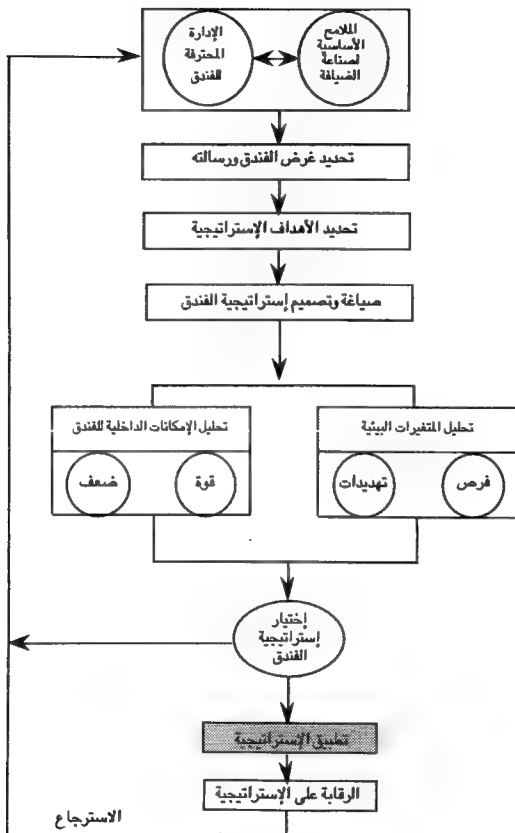 الملامح
الأساسية
لصناعة
الضيافة
الإدارة
المحترفة
للفندق
تحديد غرض الفندق ورسالته
تحديد الأهداف الإستراتيجية
صياغة وتصميم إستراتيجية الفندق
تحليل المتغيرات البيئية
فرص
تهديدات
تحليل الإمكانات الداخلية للفندق
قوة
ضعف
إختيار
إستراتيجية
الفندق
تطبيق الإستراتيجية
الرقابة على الإستراتيجية
الاسترجاع